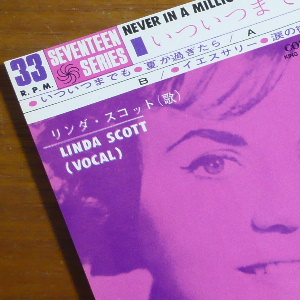 33
R.P.M.
SEVENTEEN
SERIES
NEVER IN A MILLIO
いついつまで
●いついつまでも●夏が過ぎたら/A
B/●イエスサリー●涙の
リンダ・スコット(歌)
LINDA SCOTT
(VOCAL)